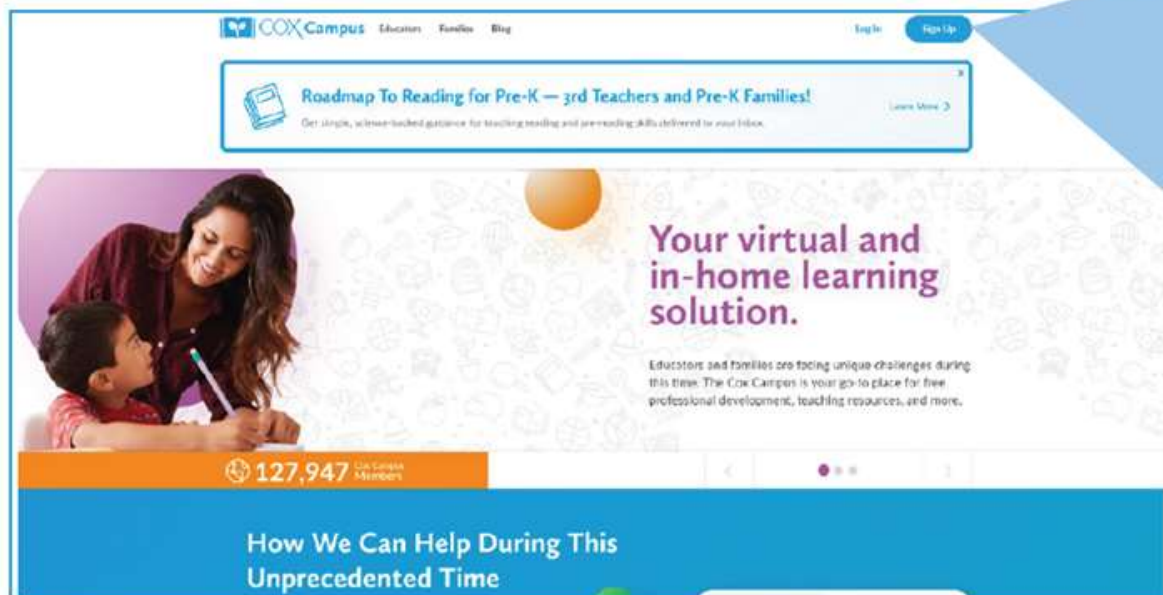 COX Campus Educators Families Blog Log In Sign Up
x
Roadmap To Reading for Pre-K — 3rd Teachers and Pre-K Families!
Get simple, science-backed guidance for teaching reading and pre-reading skills delivered to your inbox.
Learn More
Your virtual and
in-home learning
solution.
Educators and families are facing unique challenges during
this time. The Cox Campus is your go-to place for free
professional development, teaching resources, and more.
127,947 Cox Campus
Members
How We Can Help During This
Unprecedented Time